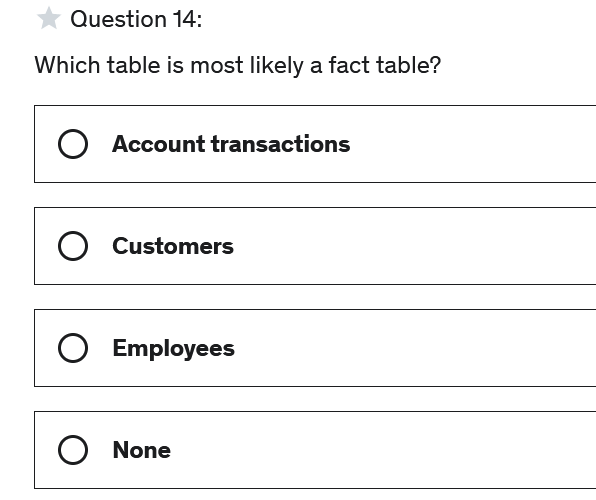 Question 14:
Which table is most likely a fact table?
Account transactions
Customers
Employees
None